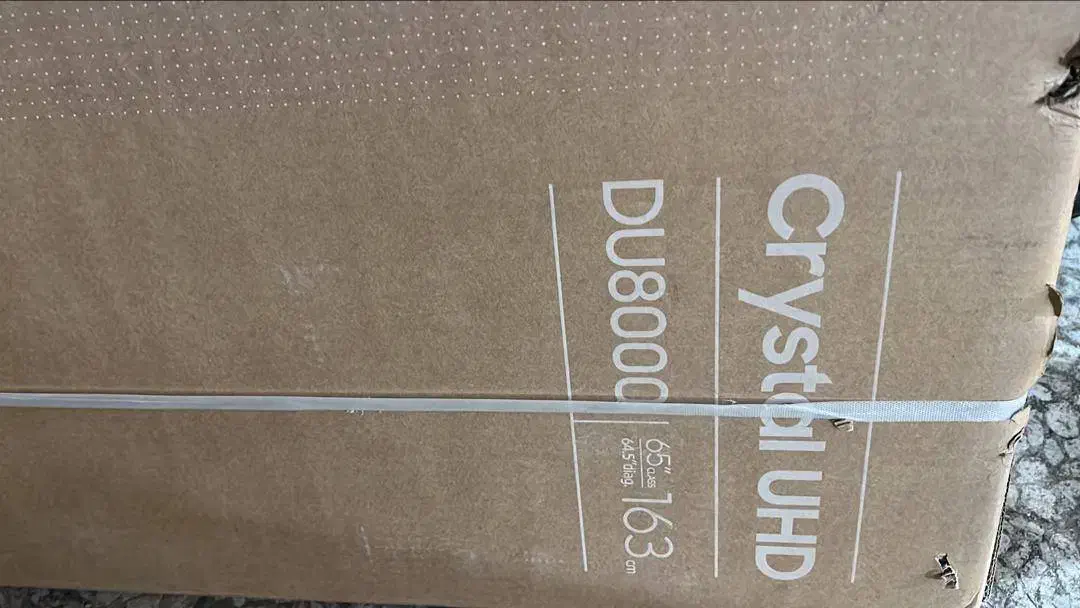 Crystal UHD
DU8000
65" CLASS
64.5" diag.
163 cm